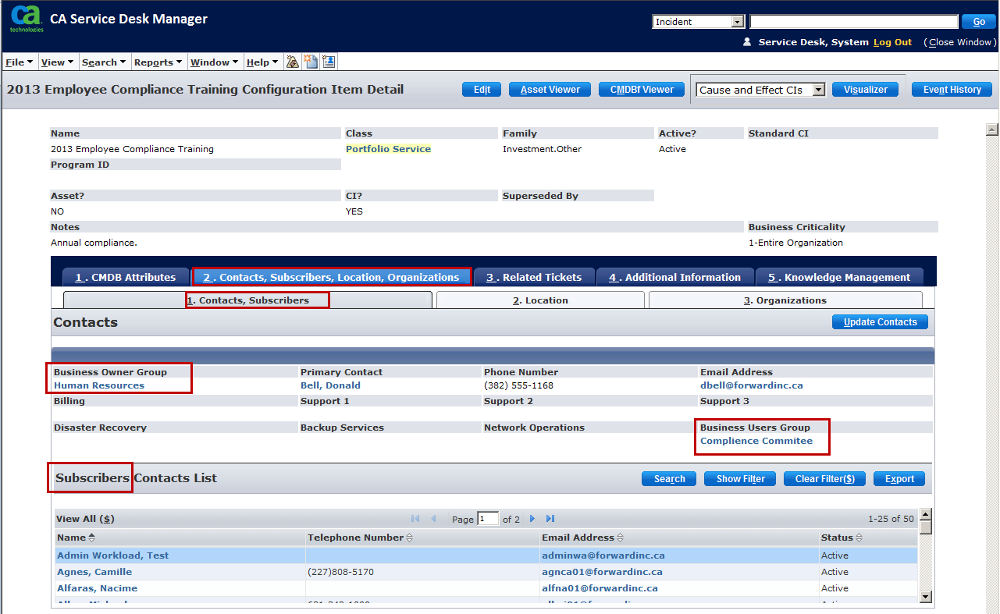 ca technologies CA Service Desk Manager
Incident Go
Service Desk, System Log Out (Close Window)
File View Search Reports Window Help
2013 Employee Compliance Training Configuration Item Detail Edit Asset Viewer CMDBf Viewer Cause and Effect CIs Visualizer Event History
Name Class Family Active? Standard CI
2013 Employee Compliance Training Portfolio Service Investment.Other Active
Program ID
Asset? CI? Superseded By
NO YES
Notes Business Criticality
Annual compliance. 1-Entire Organization
1. CMDB Attributes 2. Contacts, Subscribers, Location, Organizations 3. Related Tickets 4. Additional Information 5. Knowledge Management
1. Contacts, Subscribers 2. Location 3. Organizations
Contacts Update Contacts
Business Owner Group Primary Contact Phone Number Email Address
Human Resources Bell, Donald (382) 555-1168 dbell@forwardinc.ca
Billing Support 1 Support 2 Support 3
Disaster Recovery Backup Services Network Operations Business Users Group
Complience Commitee
Subscribers Contacts List Search Show Filter Clear Filter($) Export
View All ($) Page 1 of 2 1-25 of 50
Name Telephone Number Email Address Status
Admin Workload, Test adminwa@forwardinc.ca Active
Agnes, Camille (227)808-5170 agnca01@forwardinc.ca Active
Alfaras, Nacime alfna01@forwardinc.ca Active